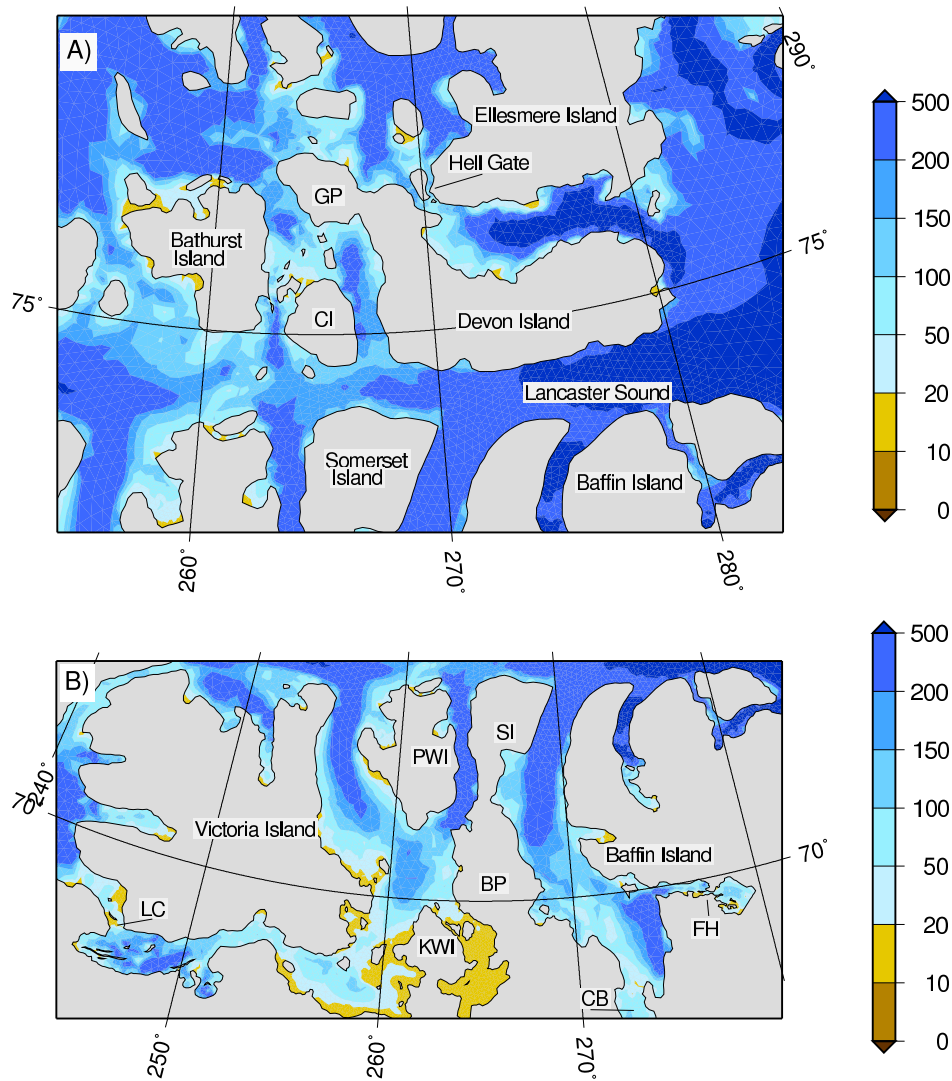 A)
290°
Ellesmere Island
Hell Gate
GP
Bathurst
Island
75°
75°
CI
Devon Island
Lancaster Sound
Somerset
Island
Baffin Island
260°
270°
280°
500
200
150
100
50
20
10
0
B)
SI
PWI
240°
70°
Victoria Island
Baffin Island
70°
BP
LC
FH
KWI
CB
250°
260°
270°
500
200
150
100
50
20
10
0